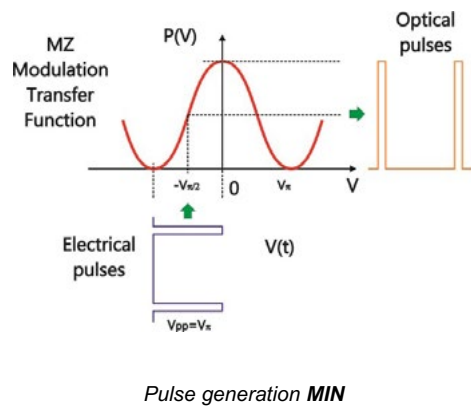 MZ
Modulation
Transfer
Function
P(V)
Optical
pulses
-Vπ/2
0
Vπ
V
Electrical
pulses
V(t)
Vpp=Vπ
Pulse generation MIN